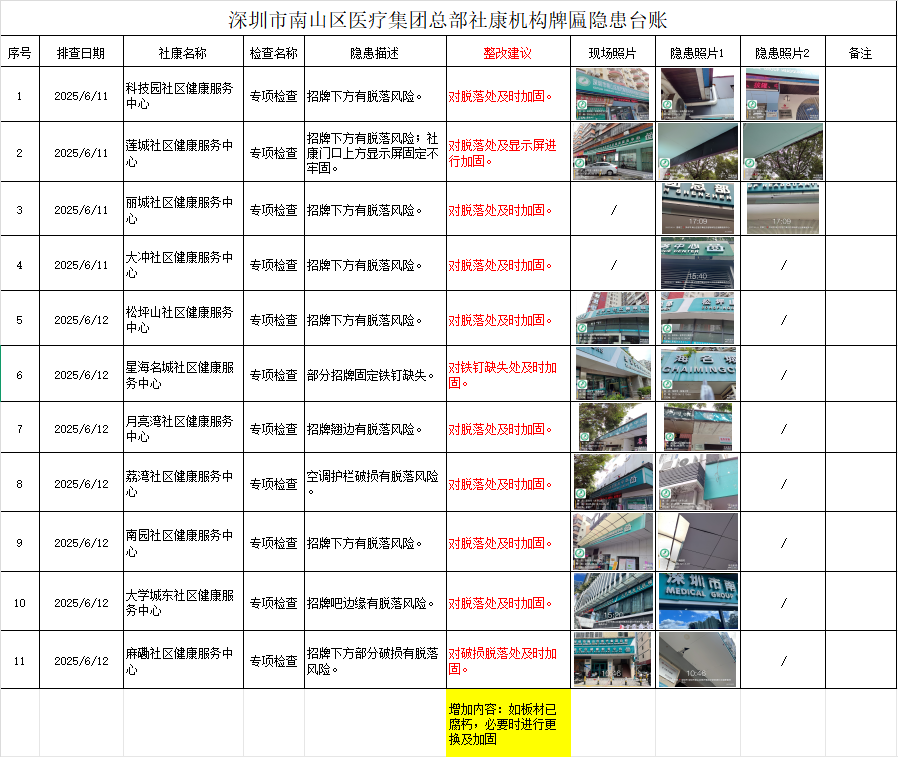 深圳市南山区医疗集团总部社康机构牌匾隐患台账
序号 排查日期 社康名称 检查名称 隐患描述 整改建议 现场照片 隐患照片1 隐患照片2 备注
1 2025/6/11 科技园社区健康服务中心 专项检查 招牌下方有脱落风险。 对脱落处及时加固。
2 2025/6/11 莲城社区健康服务中心 专项检查 招牌下方有脱落风险；社康门口上方显示屏固定不牢固。 对脱落处及显示屏进行加固。
3 2025/6/11 丽城社区健康服务中心 专项检查 招牌下方有脱落风险。 对脱落处及时加固。 / 17:09 17:09
4 2025/6/11 大冲社区健康服务中心 专项检查 招牌下方有脱落风险。 对脱落处及时加固。 / 15:40 /
5 2025/6/12 松坪山社区健康服务中心 专项检查 招牌下方有脱落风险。 对脱落处及时加固。 /
6 2025/6/12 星海名城社区健康服务中心 专项检查 部分招牌固定铁钉缺失。 对铁钉缺失处及时加固。 /
7 2025/6/12 月亮湾社区健康服务中心 专项检查 招牌翘边有脱落风险。 对脱落处及时加固。 /
8 2025/6/12 荔湾社区健康服务中心 专项检查 空调护栏破损有脱落风险。 对脱落处及时加固。 /
9 2025/6/12 南园社区健康服务中心 专项检查 招牌下方有脱落风险。 对脱落处及时加固。 /
10 2025/6/12 大学城东社区健康服务中心 专项检查 招牌吧边缘有脱落风险。 对脱落处及时加固。 15:20 深圳市南 MEDICAL GROUP /
11 2025/6/12 麻磡社区健康服务中心 专项检查 招牌下方部分破损有脱落风险。 对破损脱落处及时加固。 10:46 10:46 /
增加内容：如板材已腐朽，必要时进行更换及加固